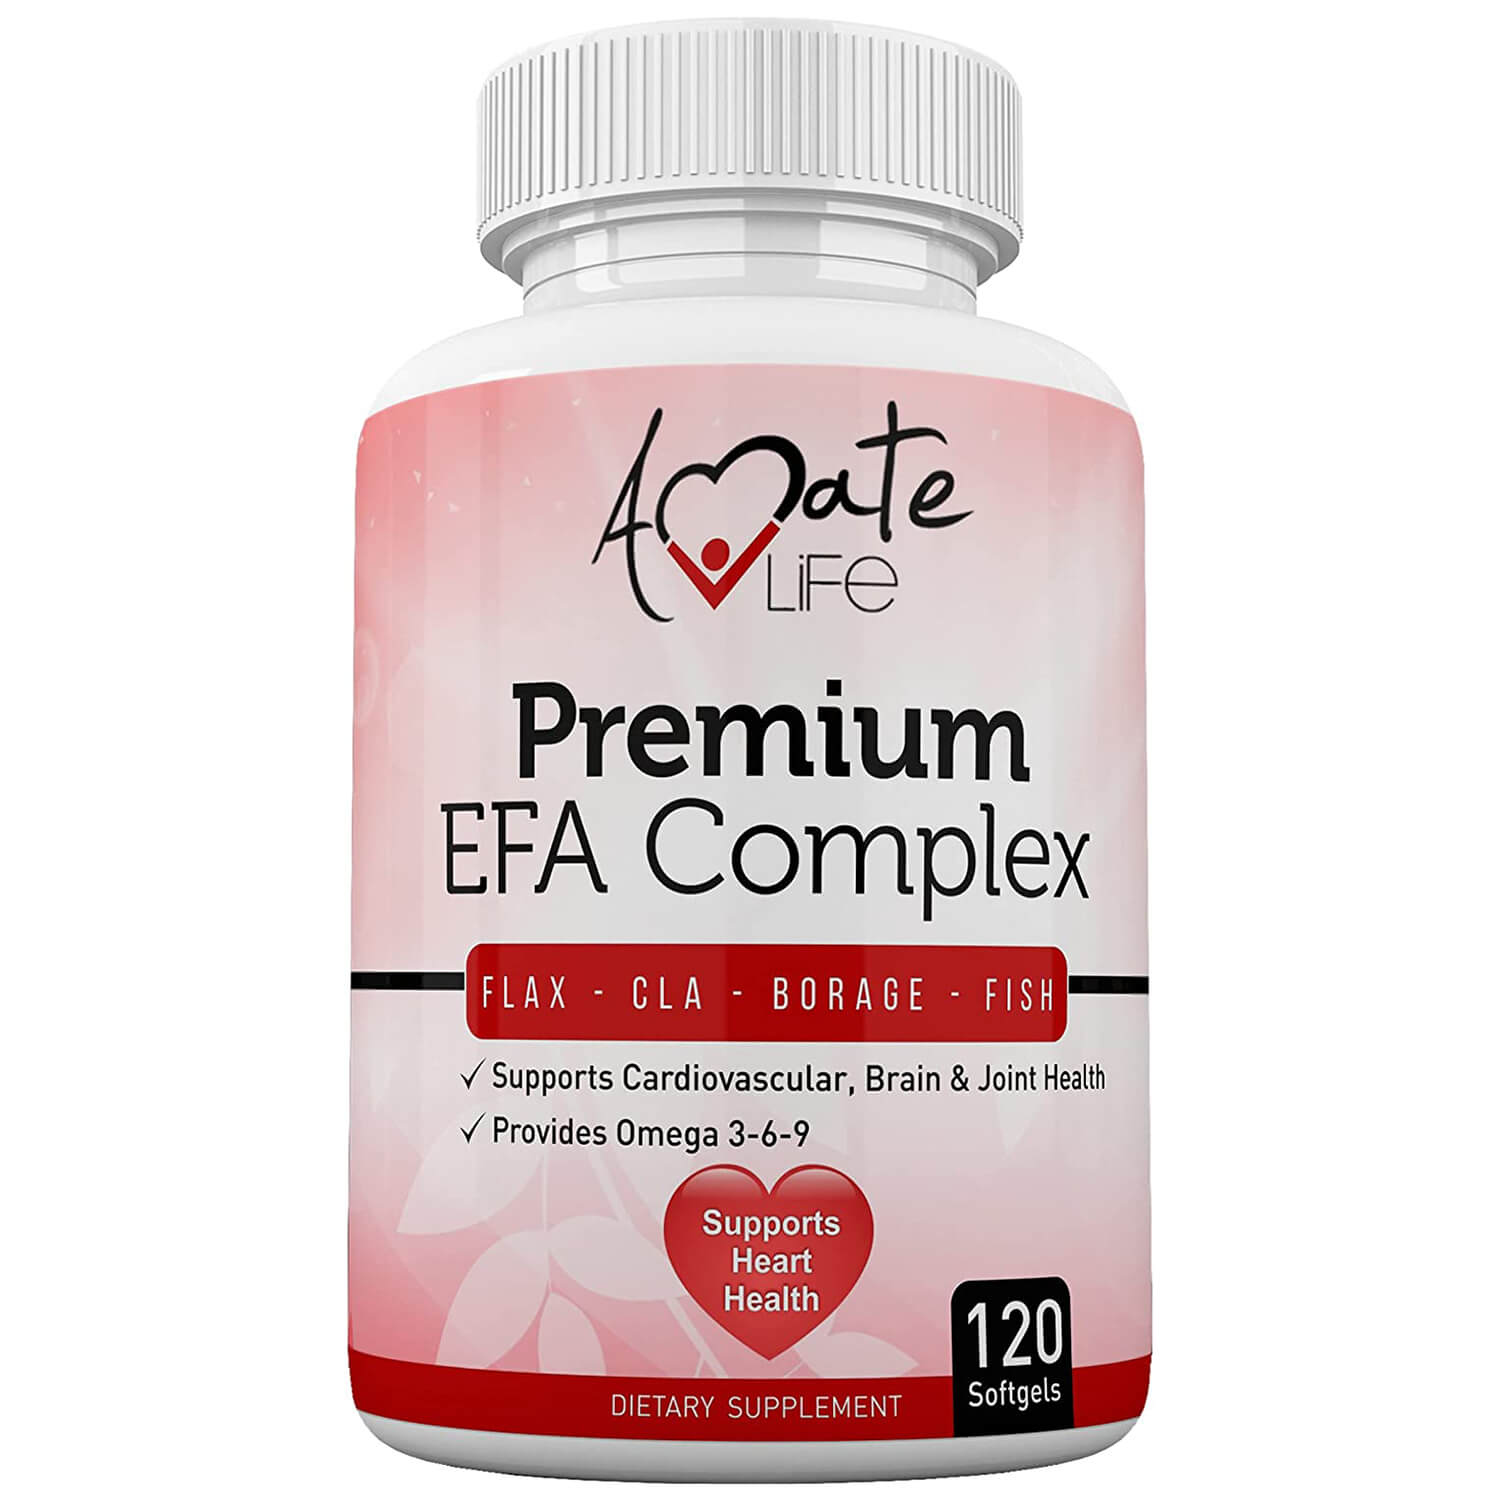 Amate
LiFe
Premium
EFA Complex
FLAX - CLA - BORAGE - FISH
✓ Supports Cardiovascular, Brain & Joint Health
✓ Provides Omega 3-6-9
Supports
Heart
Health
120
Softgels
DIETARY SUPPLEMENT